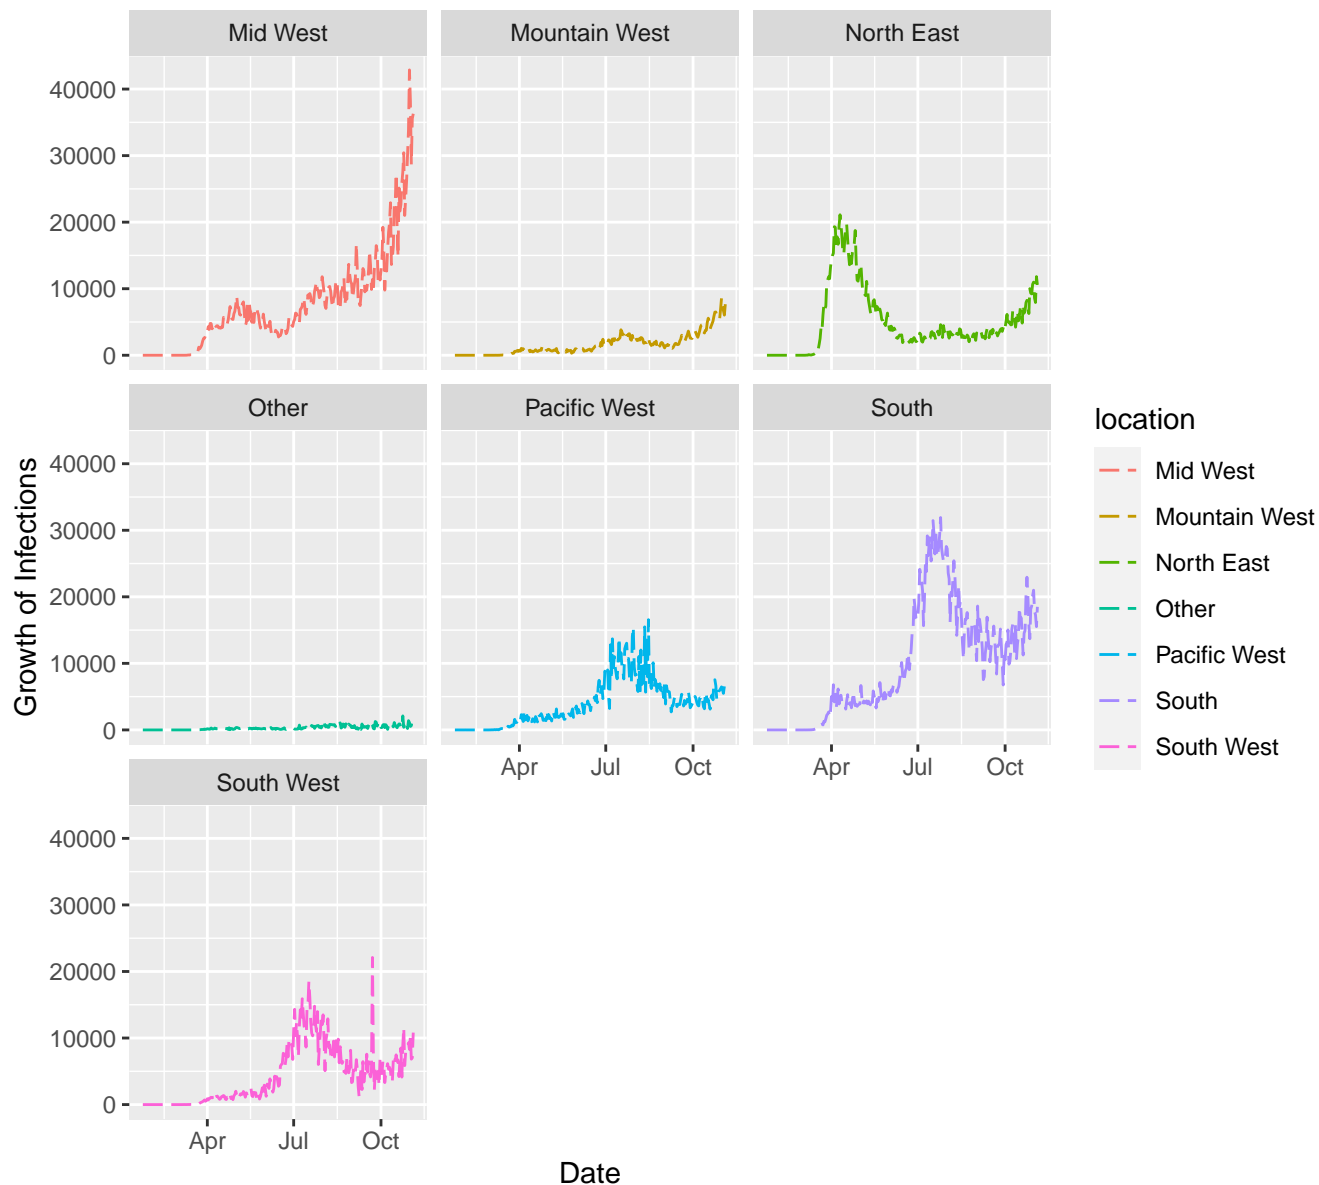 Mid West
Mountain West
North East
40000
30000
20000
10000
0
Other
Pacific West
South
40000
30000
20000
10000
0
Apr
Jul
Oct
Apr
Jul
Oct
South West
40000
30000
20000
10000
0
Apr
Jul
Oct
Growth of Infections
Date
location
Mid West
Mountain West
North East
Other
Pacific West
South
South West